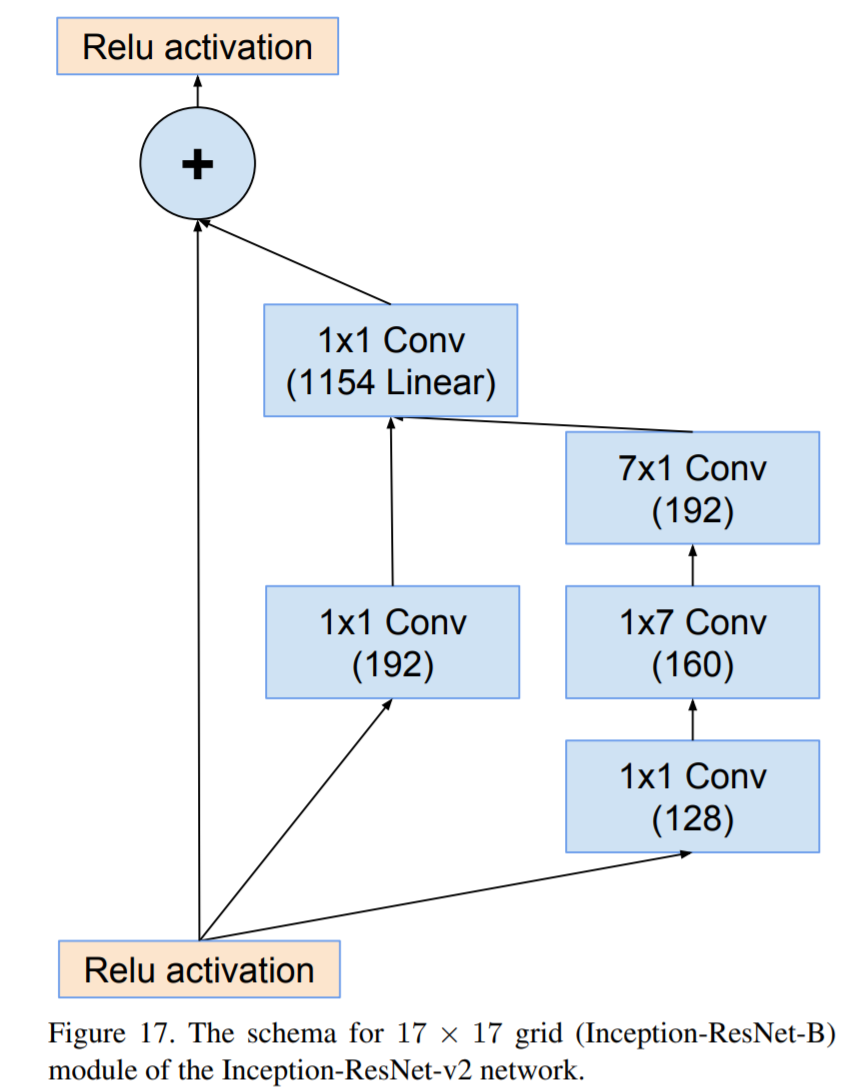 Relu activation
+
1x1 Conv
(1154 Linear)
7x1 Conv
(192)
1x1 Conv
(192)
1x7 Conv
(160)
1x1 Conv
(128)
Relu activation
Figure 17. The schema for 17 × 17 grid (Inception-ResNet-B)
module of the Inception-ResNet-v2 network.